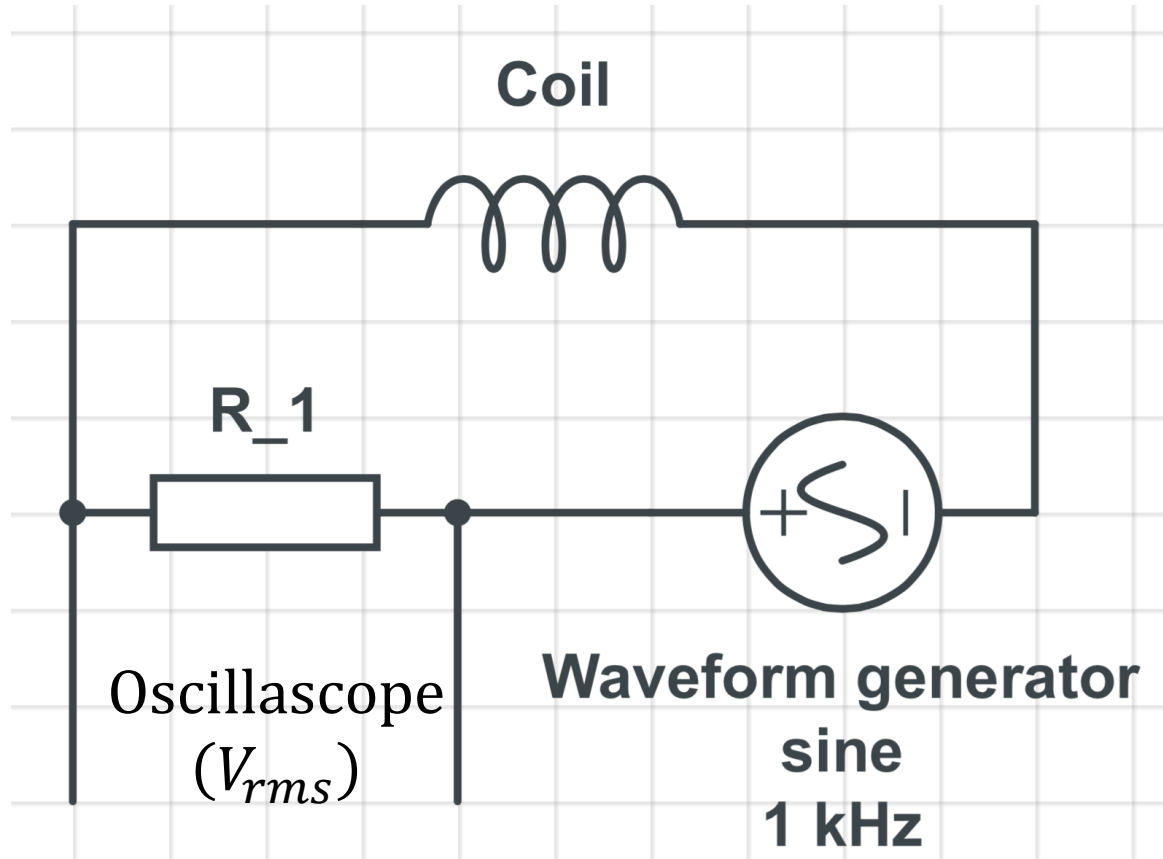 Coil
R_1
Oscillascope
(V_rms)
Waveform generator
sine
1 kHz